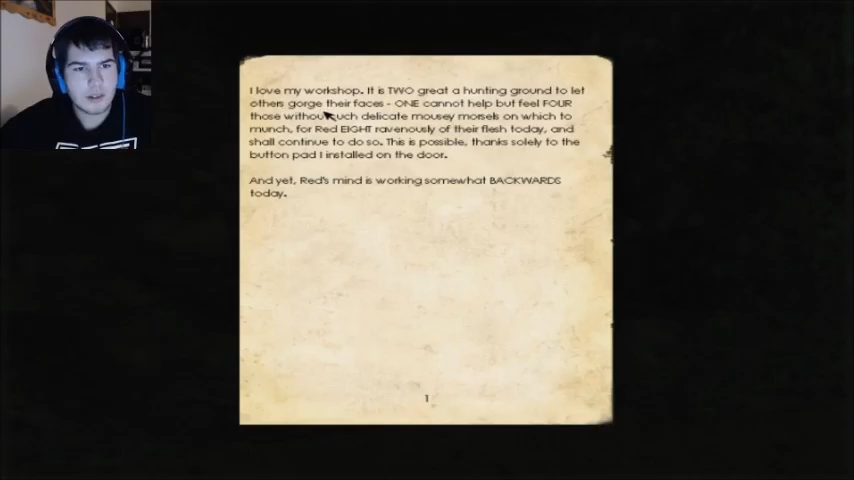 I love my workshop. It is TWO great a hunting ground to let
others gorge their faces - ONE cannot help but feel FOUR
those without such delicate mousey morsels on which to
munch, for Red EIGHT ravenously of their flesh today, and
shall continue to do so. This is possible, thanks solely to the
button pad I installed on the door.
And yet, Red's mind is working somewhat BACKWARDS
today.
1